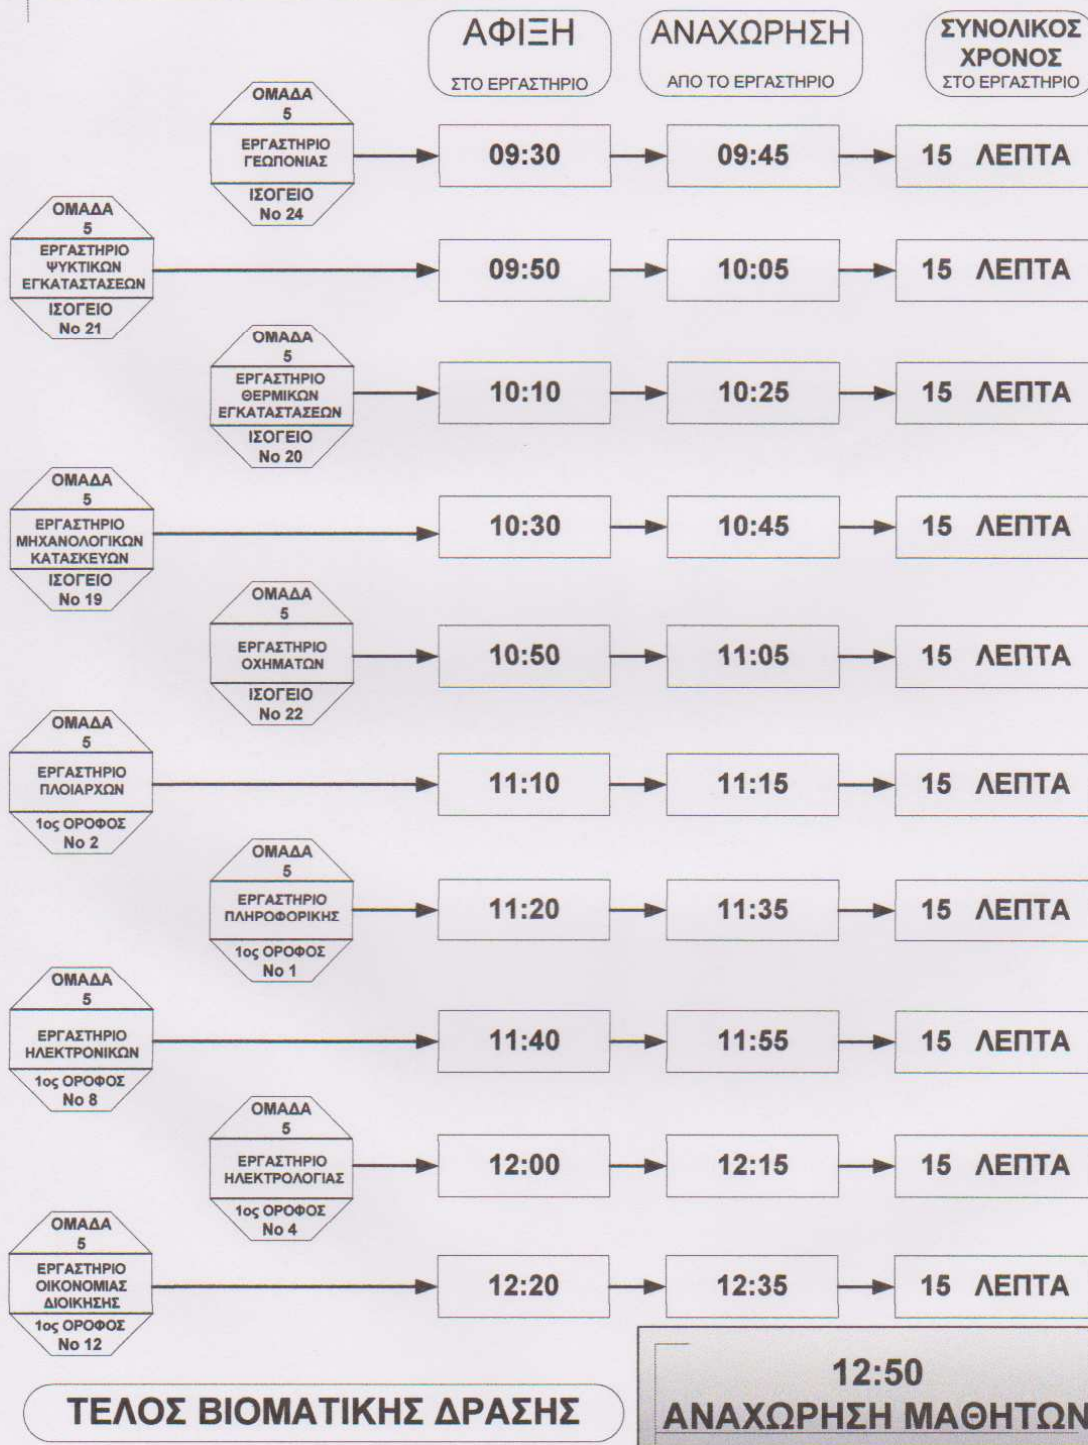 ΑΦΙΞΗ
ΣΤΟ ΕΡΓΑΣΤΗΡΙΟ
ΑΝΑΧΩΡΗΣΗ
ΑΠΟ ΤΟ ΕΡΓΑΣΤΗΡΙΟ
ΣΥΝΟΛΙΚΟΣ
ΧΡΟΝΟΣ
ΣΤΟ ΕΡΓΑΣΤΗΡΙΟ
ΟΜΑΔΑ
5
ΕΡΓΑΣΤΗΡΙΟ
ΓΕΩΠΟΝΙΑΣ
ΙΣΟΓΕΙΟ
Νο 24
09:30
09:45
15 ΛΕΠΤΑ
ΟΜΑΔΑ
5
ΕΡΓΑΣΤΗΡΙΟ
ΨΥΚΤΙΚΩΝ
ΕΓΚΑΤΑΣΤΑΣΕΩΝ
ΙΣΟΓΕΙΟ
Νο 21
09:50
10:05
15 ΛΕΠΤΑ
ΟΜΑΔΑ
5
ΕΡΓΑΣΤΗΡΙΟ
ΘΕΡΜΙΚΩΝ
ΕΓΚΑΤΑΣΤΑΣΕΩΝ
ΙΣΟΓΕΙΟ
Νο 20
10:10
10:25
15 ΛΕΠΤΑ
ΟΜΑΔΑ
5
ΕΡΓΑΣΤΗΡΙΟ
ΜΗΧΑΝΟΛΟΓΙΚΩΝ
ΚΑΤΑΣΚΕΥΩΝ
ΙΣΟΓΕΙΟ
Νο 19
10:30
10:45
15 ΛΕΠΤΑ
ΟΜΑΔΑ
5
ΕΡΓΑΣΤΗΡΙΟ
ΟΧΗΜΑΤΩΝ
ΙΣΟΓΕΙΟ
Νο 22
10:50
11:05
15 ΛΕΠΤΑ
ΟΜΑΔΑ
5
ΕΡΓΑΣΤΗΡΙΟ
ΠΛΟΙΑΡΧΩΝ
1ος ΟΡΟΦΟΣ
Νο 2
11:10
11:15
15 ΛΕΠΤΑ
ΟΜΑΔΑ
5
ΕΡΓΑΣΤΗΡΙΟ
ΠΛΗΡΟΦΟΡΙΚΗΣ
1ος ΟΡΟΦΟΣ
Νο 1
11:20
11:35
15 ΛΕΠΤΑ
ΟΜΑΔΑ
5
ΕΡΓΑΣΤΗΡΙΟ
ΗΛΕΚΤΡΟΝΙΚΩΝ
1ος ΟΡΟΦΟΣ
Νο 8
11:40
11:55
15 ΛΕΠΤΑ
ΟΜΑΔΑ
5
ΕΡΓΑΣΤΗΡΙΟ
ΗΛΕΚΤΡΟΛΟΓΙΑΣ
1ος ΟΡΟΦΟΣ
Νο 4
12:00
12:15
15 ΛΕΠΤΑ
ΟΜΑΔΑ
5
ΕΡΓΑΣΤΗΡΙΟ
ΟΙΚΟΝΟΜΙΑΣ
ΔΙΟΙΚΗΣΗΣ
1ος ΟΡΟΦΟΣ
Νο 12
12:20
12:35
15 ΛΕΠΤΑ
ΤΕΛΟΣ ΒΙΟΜΑΤΙΚΗΣ ΔΡΑΣΗΣ
12:50
ΑΝΑΧΩΡΗΣΗ ΜΑΘΗΤΩΝ